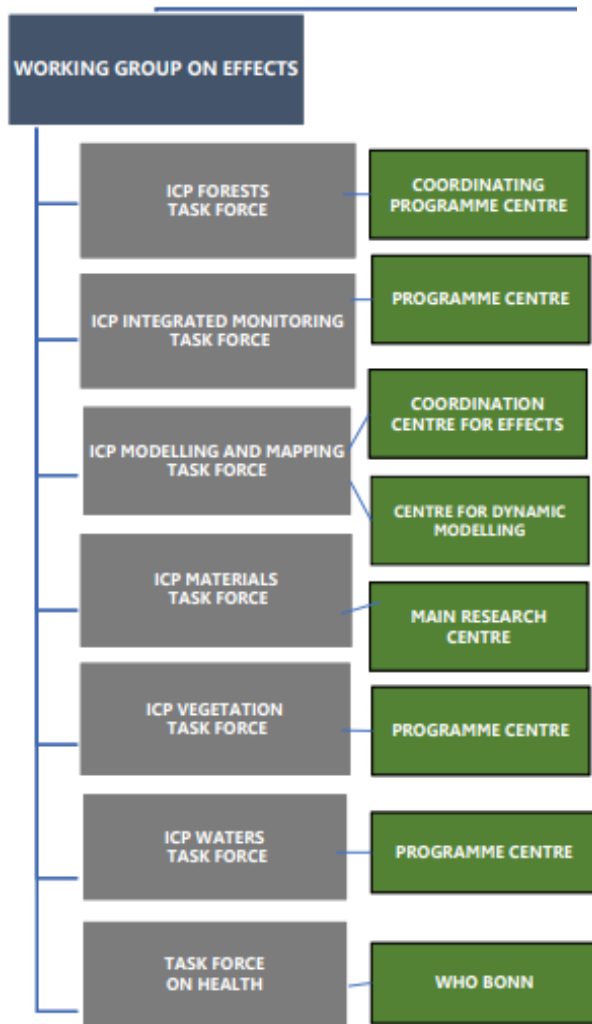 WORKING GROUP ON EFFECTS
ICP FORESTS
TASK FORCE
COORDINATING
PROGRAMME CENTRE
ICP INTEGRATED MONITORING
TASK FORCE
PROGRAMME CENTRE
ICP MODELLING AND MAPPING
TASK FORCE
COORDINATION
CENTRE FOR EFFECTS
CENTRE FOR DYNAMIC
MODELLING
ICP MATERIALS
TASK FORCE
MAIN RESEARCH
CENTRE
ICP VEGETATION
TASK FORCE
PROGRAMME CENTRE
ICP WATERS
TASK FORCE
PROGRAMME CENTRE
TASK FORCE
ON HEALTH
WHO BONN